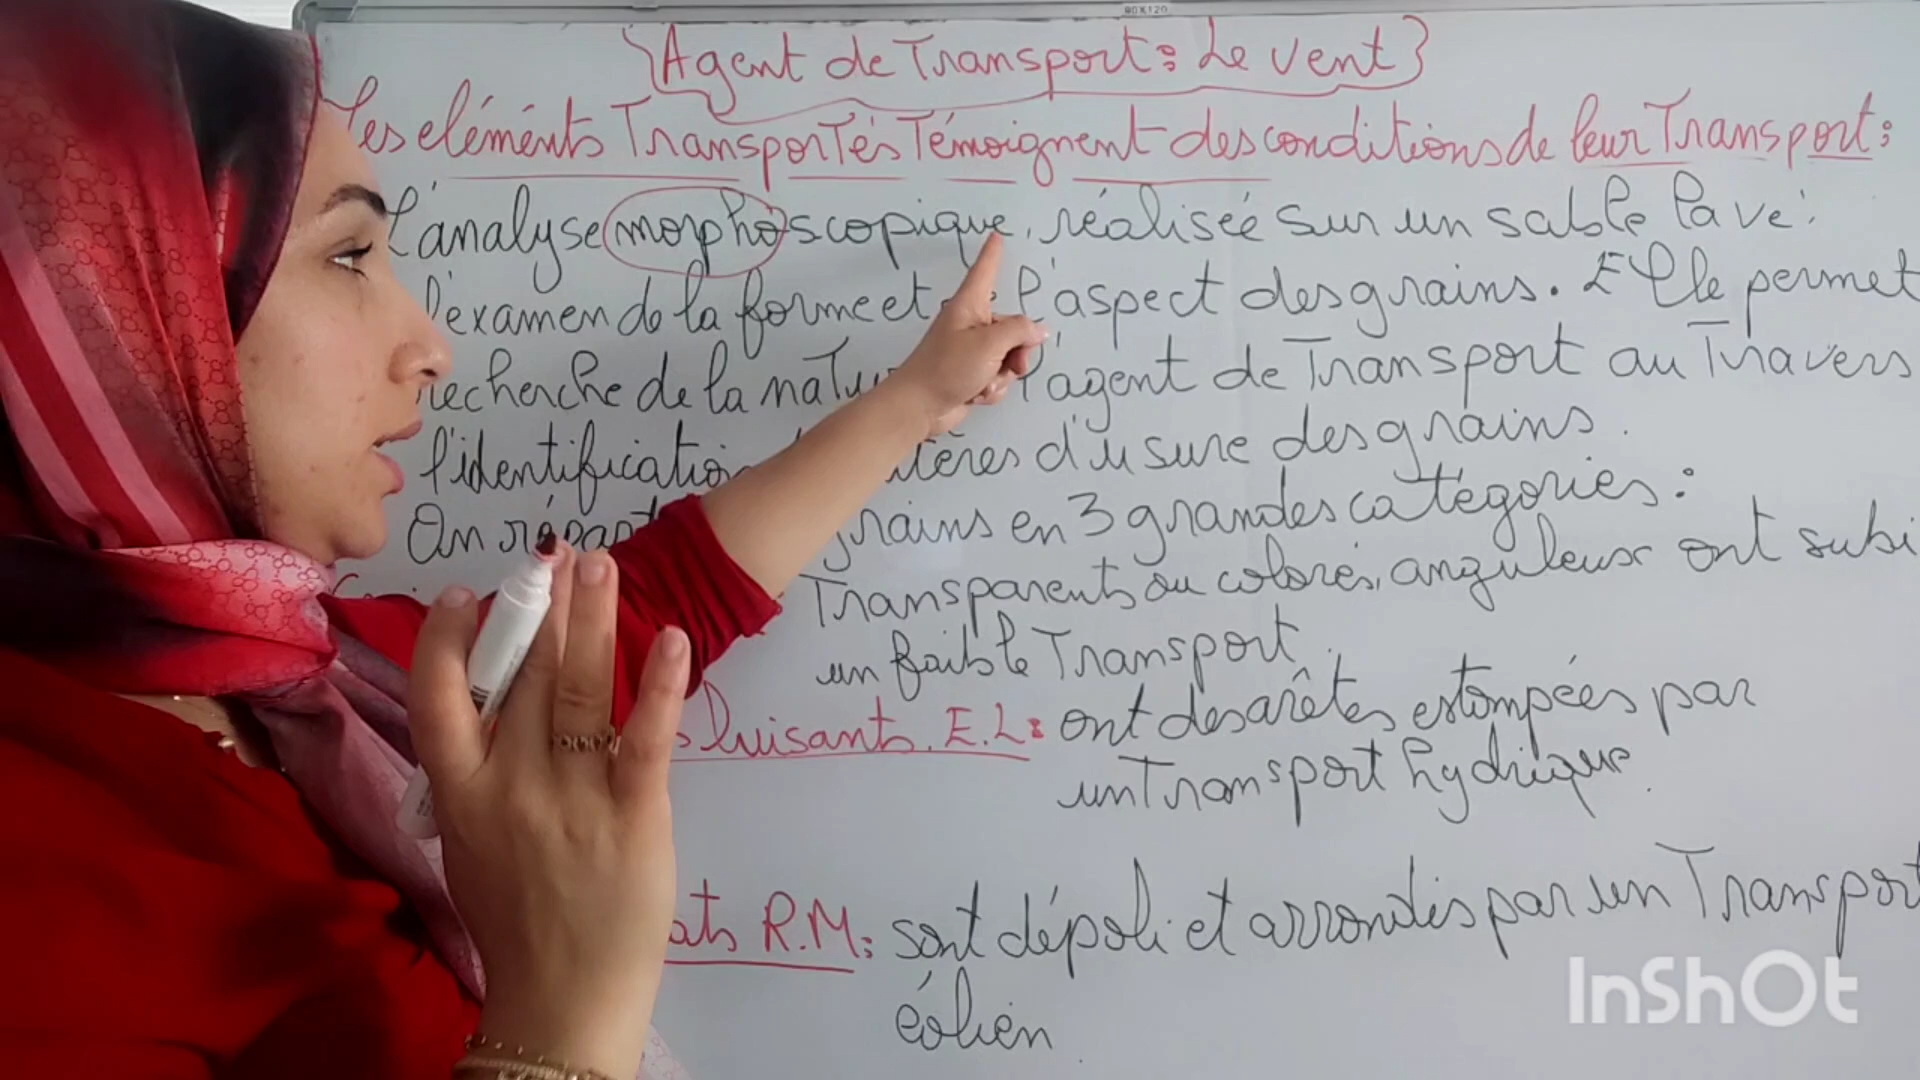 80X120
{Agent de Transport : Le vent}
Les eléménts Transportés Témoignent des conditions de leur Transport :
L'analyse morphoscopique, réalisée sur un sable lavé :
l'examen de la forme et l'aspect des grains. Elle permet
recherche de la l'agent de Transport au Travers
l'identification d'usure des grains.
On grains en 3 grandes catégories :
Transparents ou colorés, anguleux ont subi
un faible Transport.
Luisants. E.L : ont des arêtes estompées par
un Transport hydrique.
R.M : sont dépoli et arrondis par un Transport
éolien
InShOt